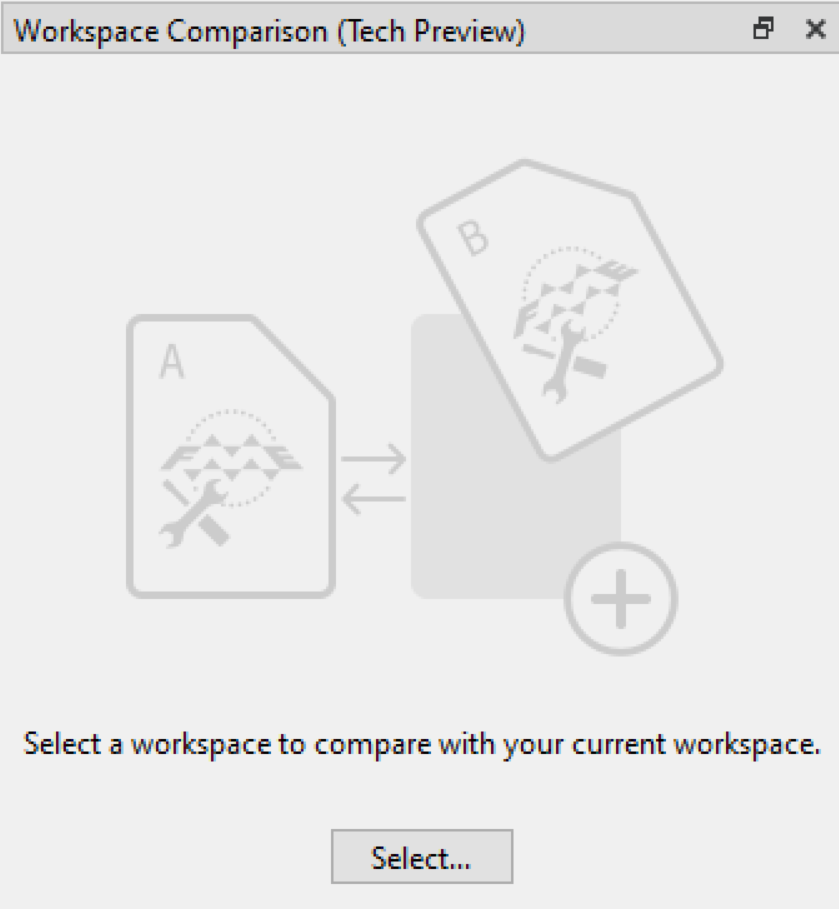 Workspace Comparison (Tech Preview)
B
A
Select a workspace to compare with your current workspace.
Select...